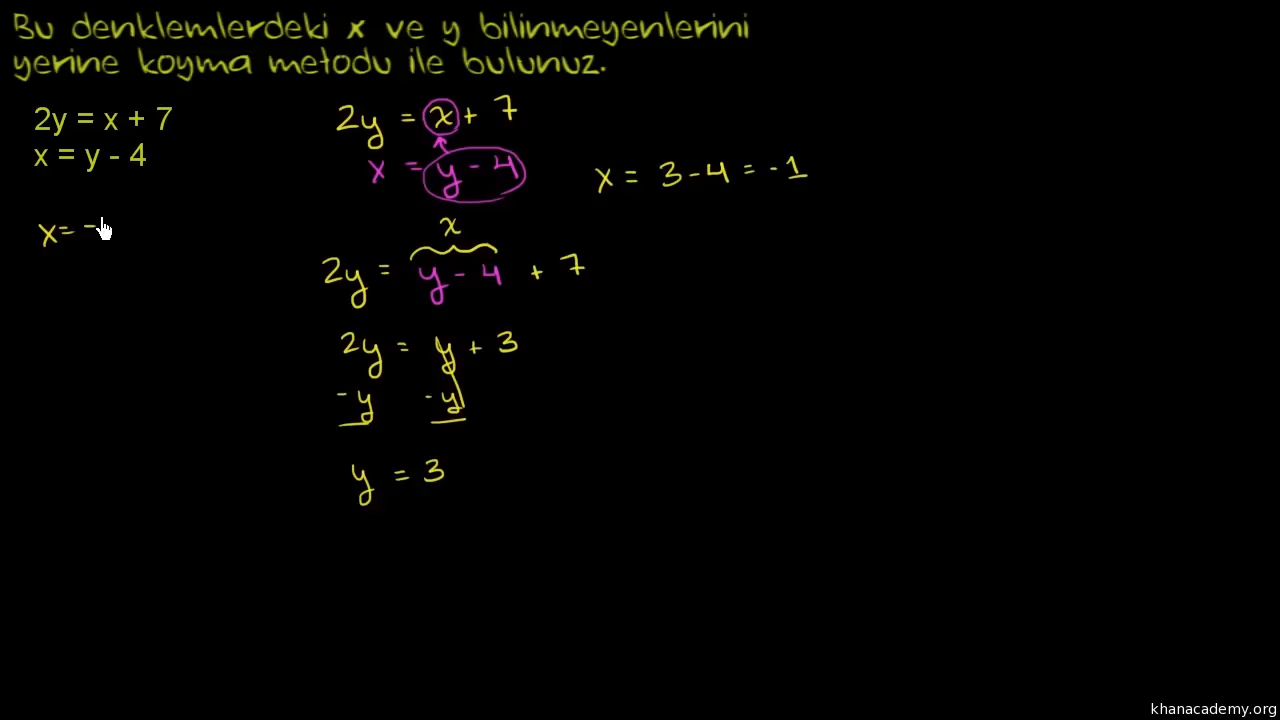 Bu denklemlerdeki x ve y bilinmeyenlerini
yerine koyma metodu ile bulunuz.
2y = x + 7
x = y - 4
x= -
2y = x + 7
x = y - 4
x = 3 - 4 = -1
x
2y = y - 4 + 7
2y = y + 3
-y -y
y = 3
khanacademy.org